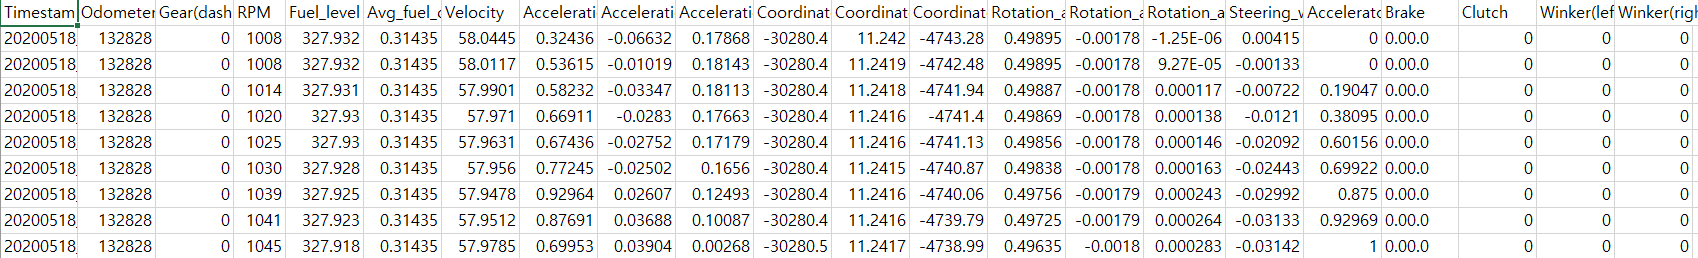 Timestam Odometer Gear(dash RPM Fuel_level Avg_fuel_c Velocity Accelerati Accelerati Accelerati Coordinat Coordinat Coordinat Rotation_a Rotation_a Rotation_a Steering_w Accelerato Brake Clutch Winker(lef Winker(righ
20200518_ 132828 0 1008 327.932 0.31435 58.0445 0.32436 -0.06632 0.17868 -30280.4 11.242 -4743.28 0.49895 -0.00178 -1.25E-06 0.00415 0 0.00.0 0 0 0
20200518_ 132828 0 1008 327.932 0.31435 58.0117 0.53615 -0.01019 0.18143 -30280.4 11.2419 -4742.48 0.49895 -0.00178 9.27E-05 -0.00133 0 0.00.0 0 0 0
20200518_ 132828 0 1014 327.931 0.31435 57.9901 0.58232 -0.03347 0.18113 -30280.4 11.2418 -4741.94 0.49887 -0.00178 0.000117 -0.00722 0.19047 0.00.0 0 0 0
20200518_ 132828 0 1020 327.93 0.31435 57.971 0.66911 -0.0283 0.17663 -30280.4 11.2416 -4741.4 0.49869 -0.00178 0.000138 -0.0121 0.38095 0.00.0 0 0 0
20200518_ 132828 0 1025 327.93 0.31435 57.9631 0.67436 -0.02752 0.17179 -30280.4 11.2416 -4741.13 0.49856 -0.00178 0.000146 -0.02092 0.60156 0.00.0 0 0 0
20200518_ 132828 0 1030 327.928 0.31435 57.956 0.77245 -0.02502 0.1656 -30280.4 11.2415 -4740.87 0.49838 -0.00178 0.000163 -0.02443 0.69922 0.00.0 0 0 0
20200518_ 132828 0 1039 327.925 0.31435 57.9478 0.92964 0.02607 0.12493 -30280.4 11.2416 -4740.06 0.49756 -0.00179 0.000243 -0.02992 0.875 0.00.0 0 0 0
20200518_ 132828 0 1041 327.923 0.31435 57.9512 0.87691 0.03688 0.10087 -30280.4 11.2416 -4739.79 0.49725 -0.00179 0.000264 -0.03133 0.92969 0.00.0 0 0 0
20200518_ 132828 0 1045 327.918 0.31435 57.9785 0.69953 0.03904 0.00268 -30280.5 11.2417 -4738.99 0.49635 -0.0018 0.000283 -0.03142 1 0.00.0 0 0 0